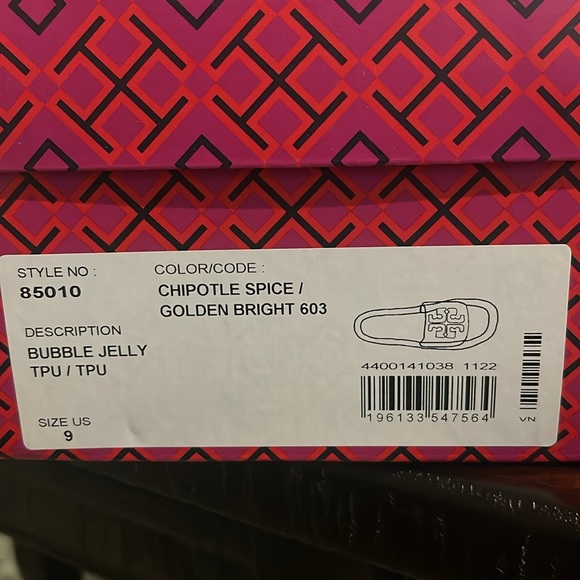 STYLE NO :
85010
COLOR/CODE :
CHIPOTLE SPICE /
GOLDEN BRIGHT 603
DESCRIPTION
BUBBLE JELLY
TPU / TPU
SIZE US
9
4400141038 1122
196133 547564
VN